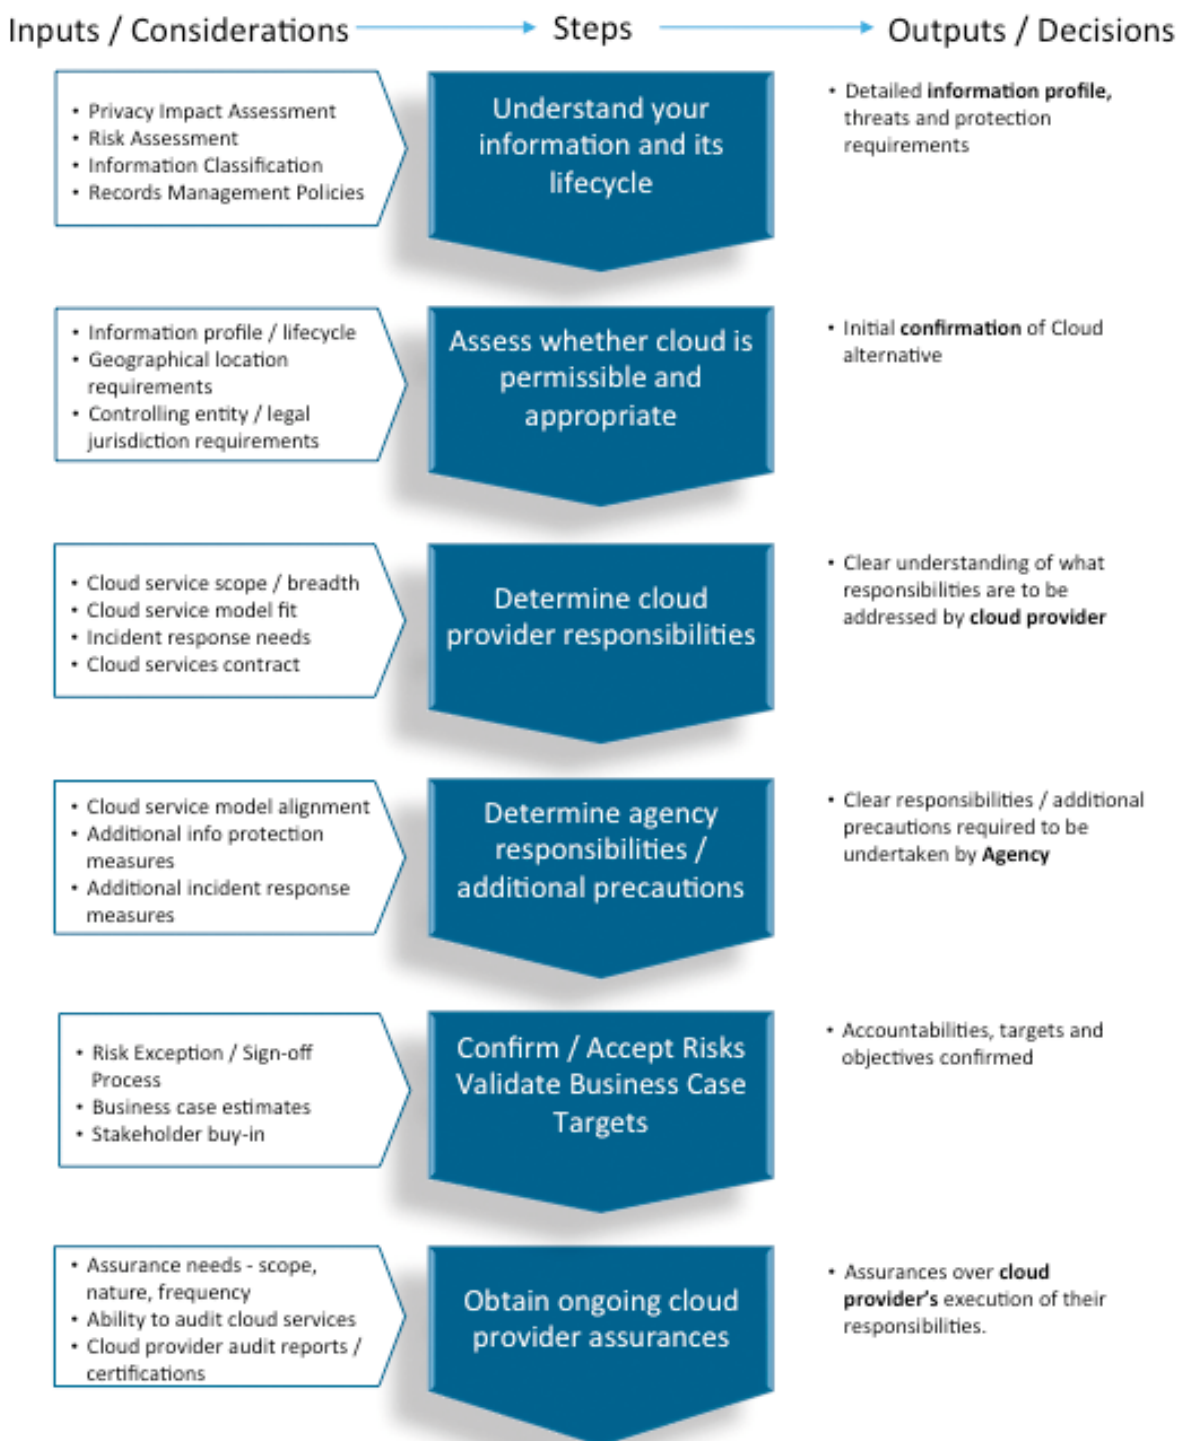 Inputs / Considerations
Steps
Outputs / Decisions
• Privacy Impact Assessment
• Risk Assessment
• Information Classification
• Records Management Policies
Understand your
information and its
lifecycle
• Detailed information profile,
threats and protection
requirements
• Information profile / lifecycle
• Geographical location
requirements
• Controlling entity / legal
jurisdiction requirements
Assess whether cloud is
permissible and
appropriate
• Initial confirmation of Cloud
alternative
• Cloud service scope / breadth
• Cloud service model fit
• Incident response needs
• Cloud services contract
Determine cloud
provider responsibilities
• Clear understanding of what
responsibilities are to be
addressed by cloud provider
• Cloud service model alignment
• Additional info protection
measures
• Additional incident response
measures
Determine agency
responsibilities /
additional precautions
• Clear responsibilities / additional
precautions required to be
undertaken by Agency
• Risk Exception / Sign-off
Process
• Business case estimates
• Stakeholder buy-in
Confirm / Accept Risks
Validate Business Case
Targets
• Accountabilities, targets and
objectives confirmed
• Assurance needs - scope,
nature, frequency
• Ability to audit cloud services
• Cloud provider audit reports /
certifications
Obtain ongoing cloud
provider assurances
• Assurances over cloud
provider's execution of their
responsibilities.